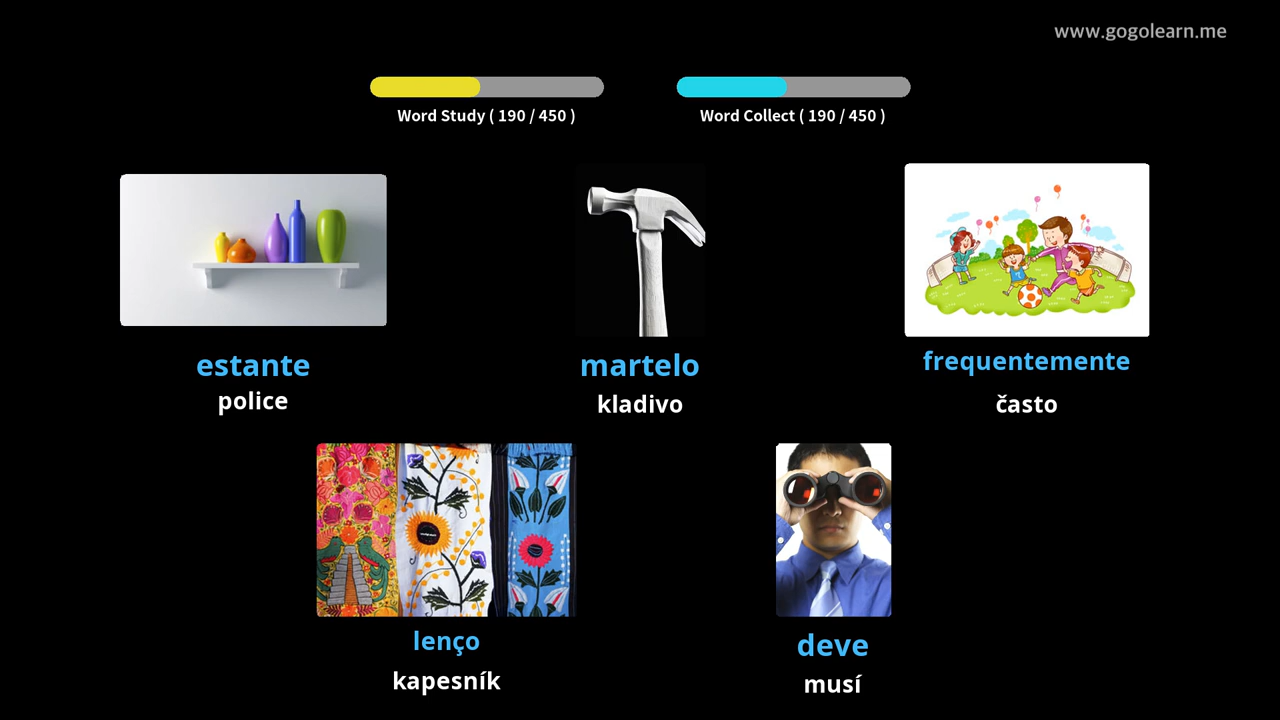 www.gogolearn.me
Word Study ( 190 / 450 )
Word Collect ( 190 / 450 )
estante
police
martelo
kladivo
frequentemente
často
lenço
kapesník
deve
musí